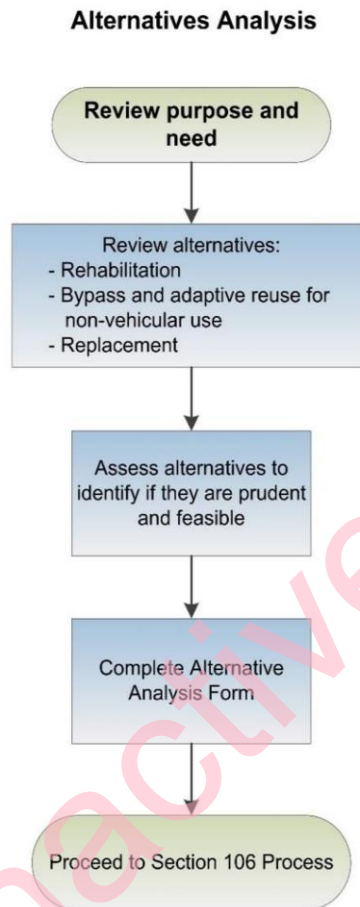 Alternatives Analysis
Review purpose and
need
Review alternatives:
- Rehabilitation
- Bypass and adaptive reuse for
non-vehicular use
- Replacement
Assess alternatives to
identify if they are prudent
and feasible
Complete Alternative
Analysis Form
Proceed to Section 106 Process